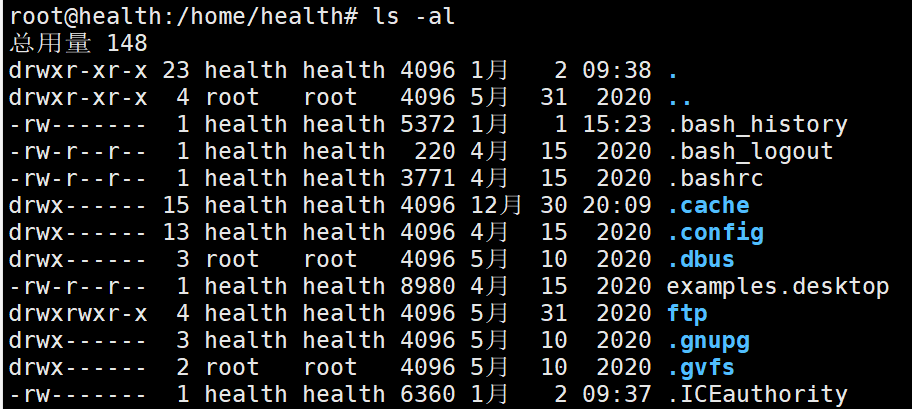 root@health:/home/health# ls -al
总用量 148
drwxr-xr-x 23 health health 4096 1月   2 09:38 .
drwxr-xr-x  4 root   root   4096 5月  31  2020 ..
-rw-------  1 health health 5372 1月   1 15:23 .bash_history
-rw-r--r--  1 health health  220 4月  15  2020 .bash_logout
-rw-r--r--  1 health health 3771 4月  15  2020 .bashrc
drwx------ 15 health health 4096 12月 30 20:09 .cache
drwx------ 13 health health 4096 4月  15  2020 .config
drwx------  3 root   root   4096 5月  10  2020 .dbus
-rw-r--r--  1 health health 8980 4月  15  2020 examples.desktop
drwxrwxr-x  4 health health 4096 5月  31  2020 ftp
drwx------  3 health health 4096 5月  10  2020 .gnupg
drwx------  2 root   root   4096 5月  10  2020 .gvfs
-rw-------  1 health health 6360 1月   2 09:37 .ICEauthority